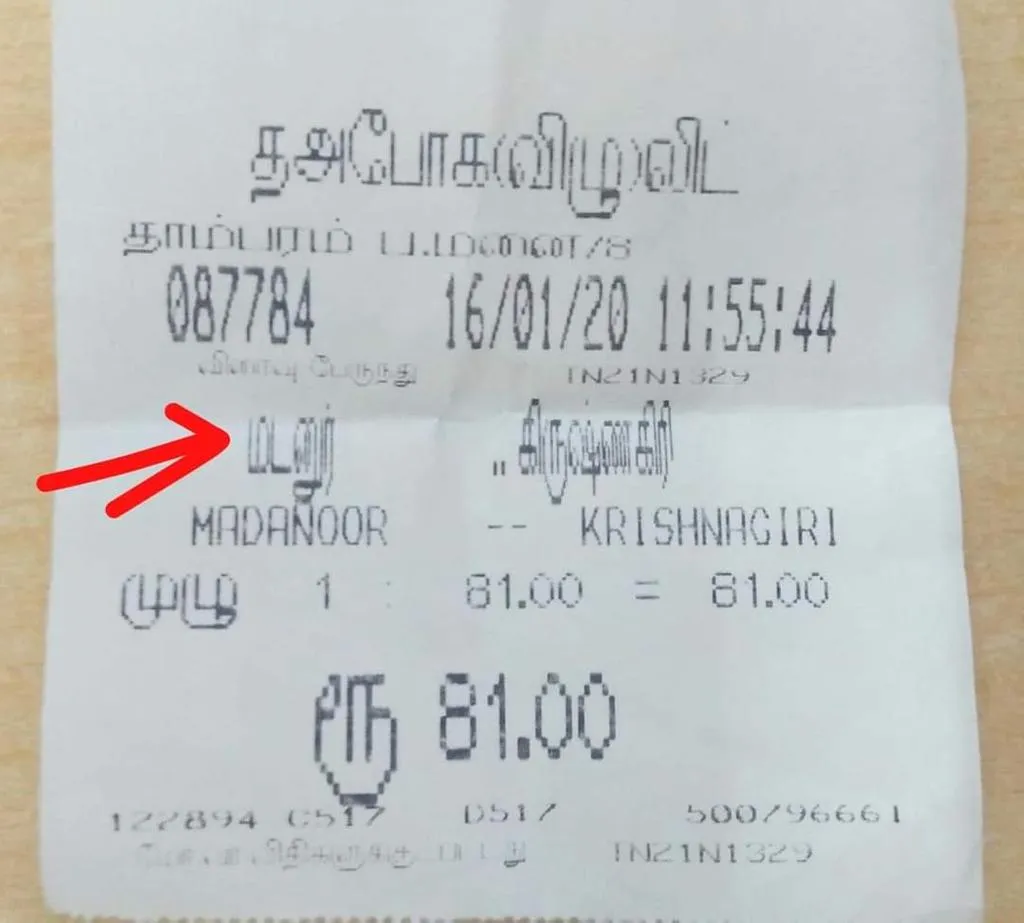 தஅபோக(விழு)லிட்
தாம்பரம் ப.மனை/8
087784 16/01/20 11:55:44
விரைவு பேருந்து TN21N1329
மடனூர் .. கிருஷ்ணகிரி
MADANOOR -- KRISHNAGIRI
முழு 1 : 81.00 = 81.00
ரூ 81.00
122894 C517 D517 500796661
TN21N1329